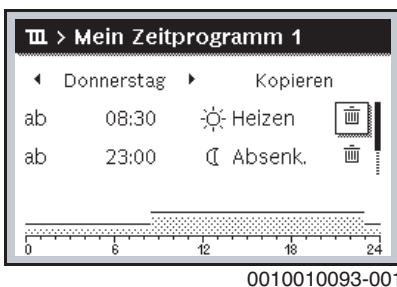 > Mein Zeitprogramm 1
Donnerstag Kopieren
ab 08:30 Heizen
ab 23:00 Absenk.
0 6 12 18 24
0010010093-001